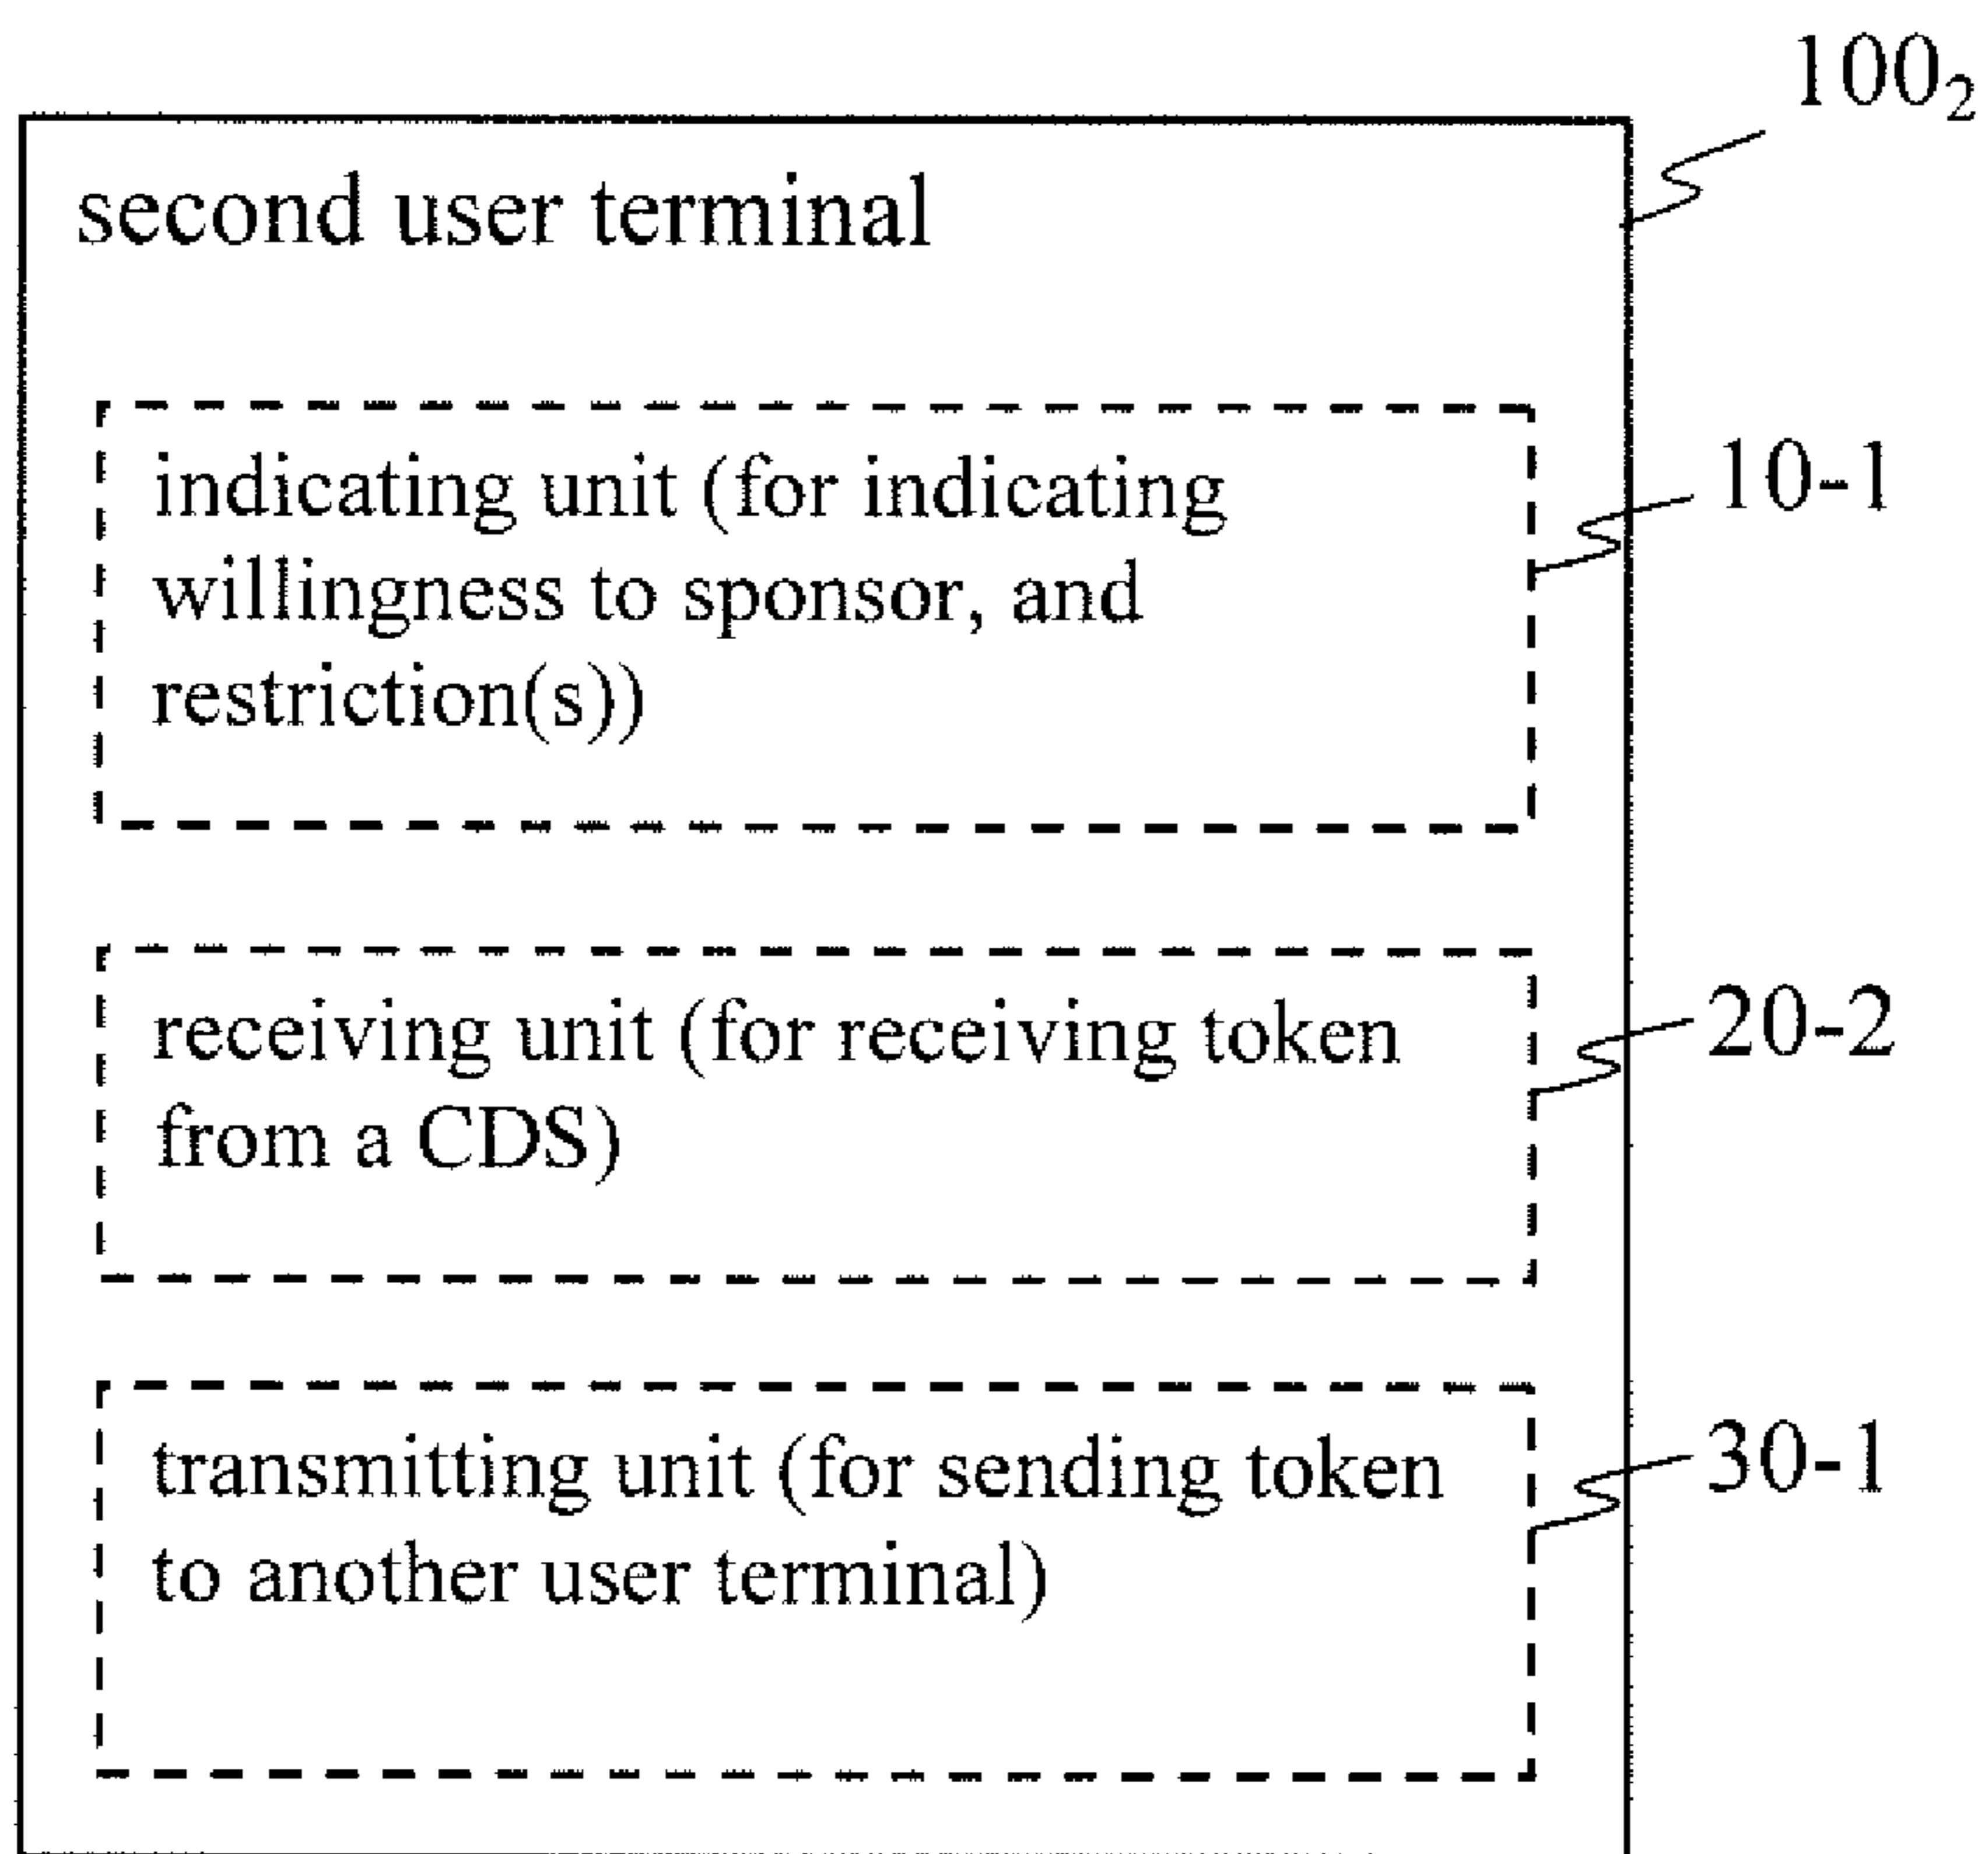 100₂
second user terminal
indicating unit (for indicating
willingness to sponsor, and
restriction(s))
10-1
receiving unit (for receiving token
from a CDS)
20-2
transmitting unit (for sending token
to another user terminal)
30-1